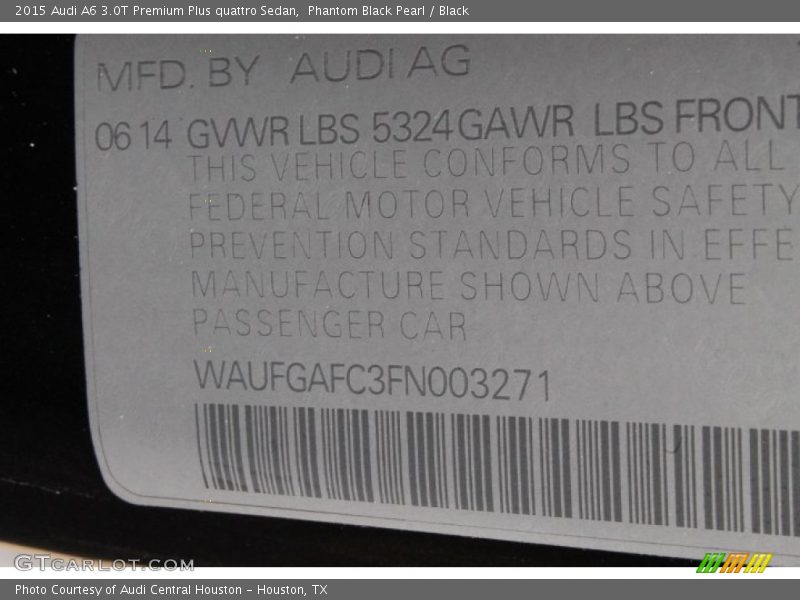 2015 Audi A6 3.0T Premium Plus quattro Sedan,  Phantom Black Pearl / Black
MFD. BY AUDI AG
06 14 GVWR LBS 5324 GAWR LBS FRONT
THIS VEHICLE CONFORMS TO ALL
FEDERAL MOTOR VEHICLE SAFETY
PREVENTION STANDARDS IN EFFE
MANUFACTURE SHOWN ABOVE
PASSENGER CAR
WAUFGAFC3FN003271
GTCARLOT.COM
Photo Courtesy of Audi Central Houston - Houston, TX